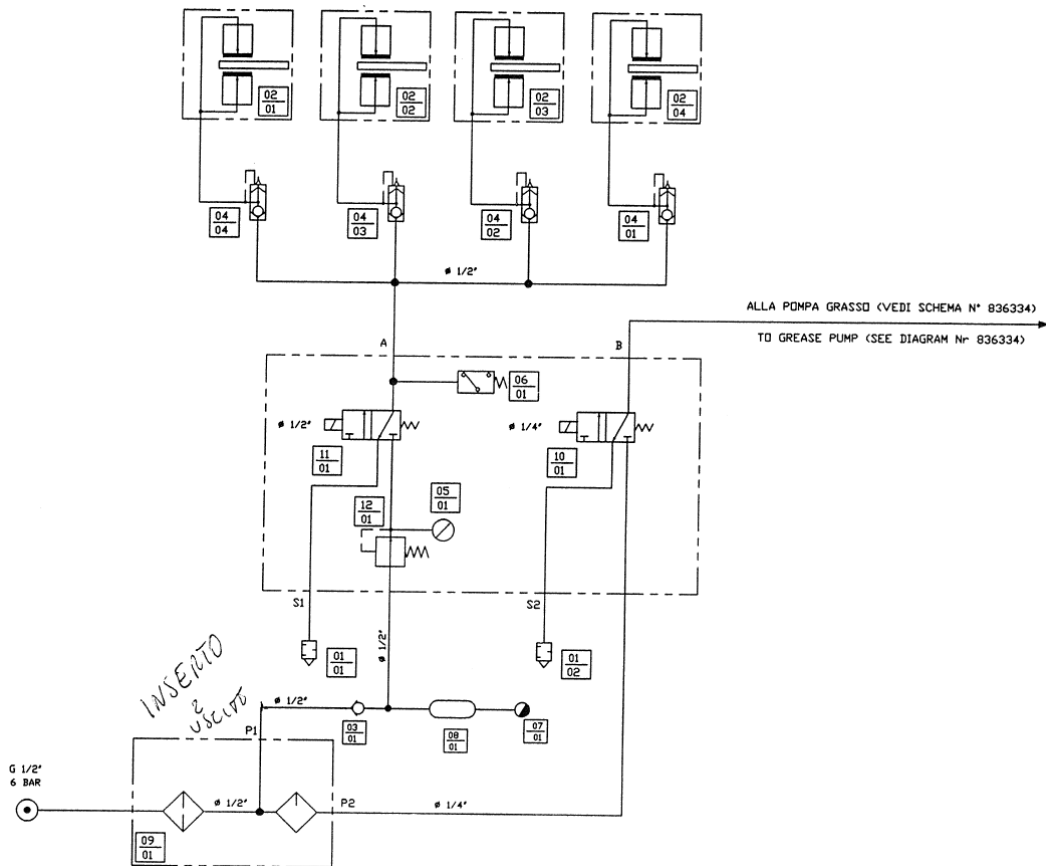 02
01
02
02
02
03
02
04
04
04
04
03
04
02
04
01
ø 1/2"
ALLA POMPA GRASSO (VEDI SCHEMA N° 836334)
TO GREASE PUMP (SEE DIAGRAM Nr 836334)
A
B
06
01
ø 1/2"
ø 1/4"
11
01
10
01
12
01
05
01
S1
S2
01
01
ø 1/2"
01
02
INSERTO
2
USCITE
ø 1/2"
P1
03
01
08
01
07
01
G 1/2"
6 BAR
ø 1/2"
P2
ø 1/4"
09
01